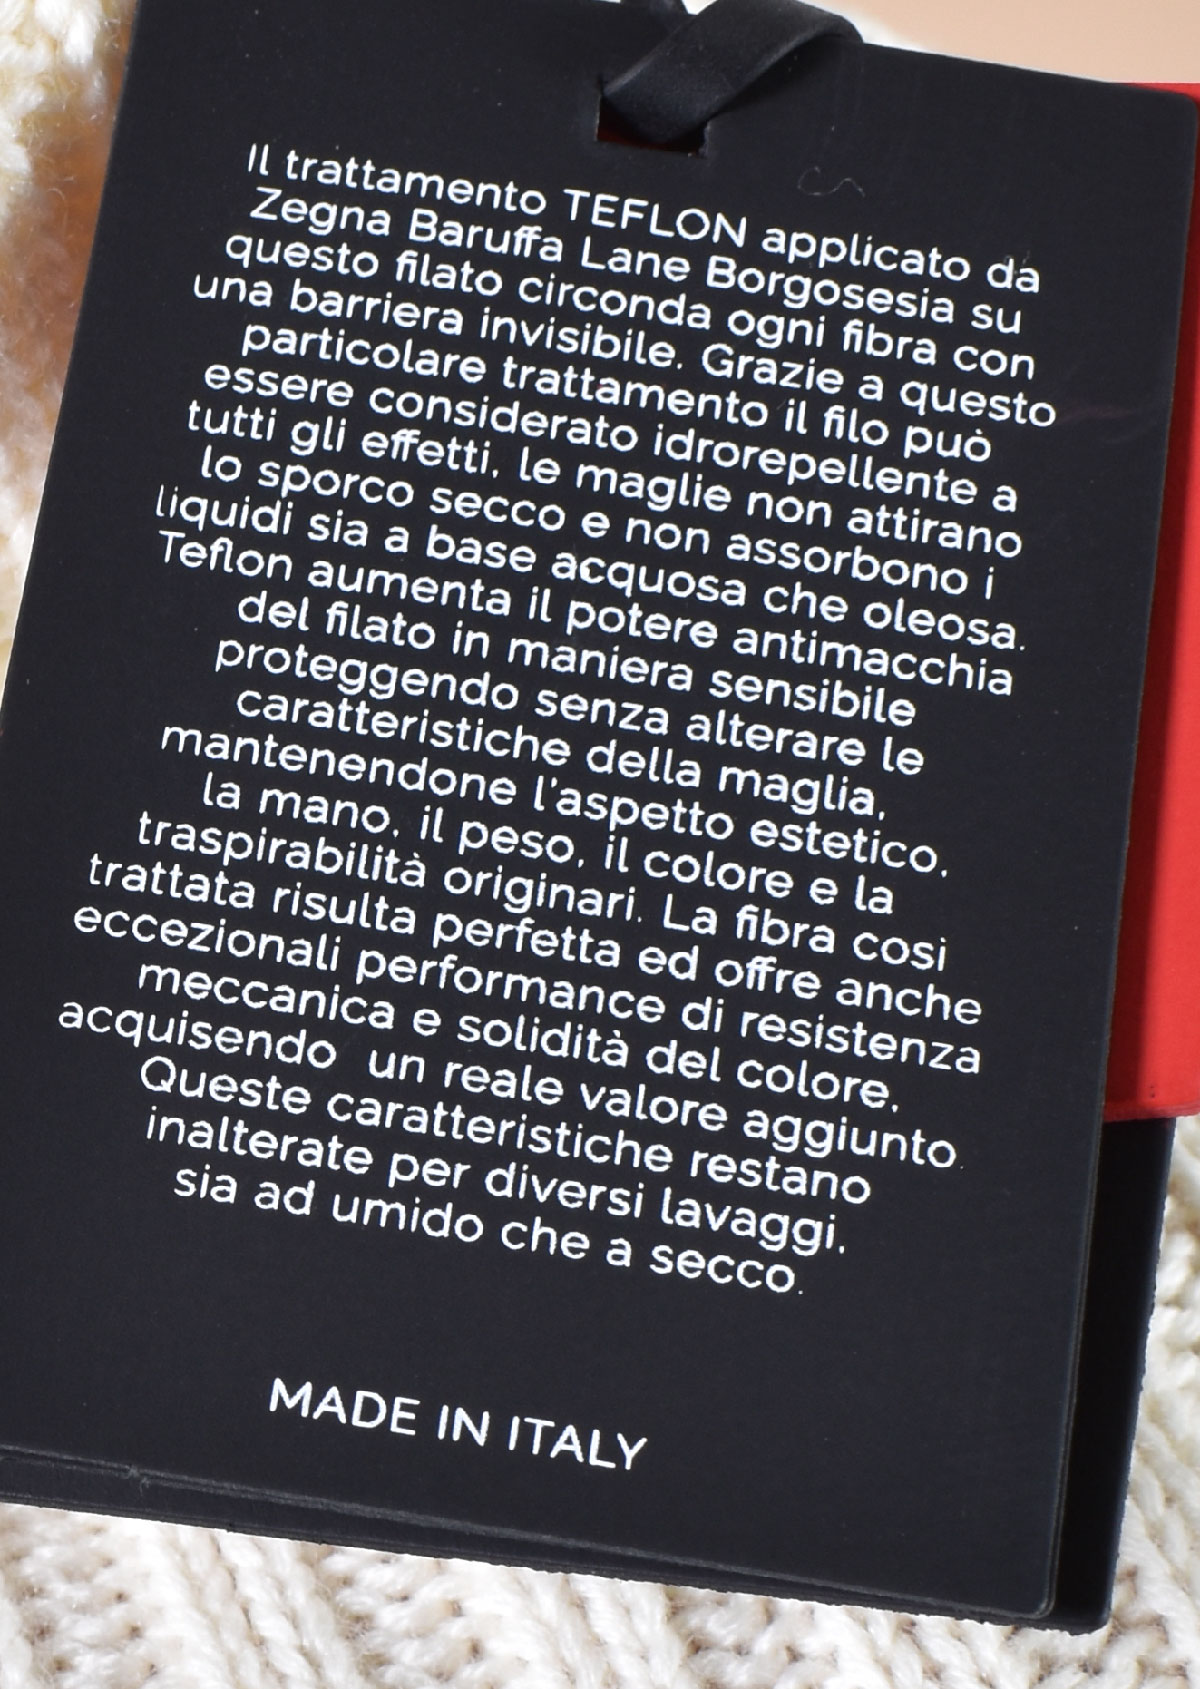 Il trattamento TEFLON applicato da
Zegna Baruffa Lane Borgosesia su
questo filato circonda ogni fibra con
una barriera invisibile. Grazie a questo
particolare trattamento il filo può
essere considerato idrorepellente a
tutti gli effetti, le maglie non attirano
lo sporco secco e non assorbono i
liquidi sia a base acquosa che oleosa.
Teflon aumenta il potere antimacchia
del filato in maniera sensibile
proteggendo senza alterare le
caratteristiche della maglia,
mantenendone l'aspetto estetico,
la mano, il peso, il colore e la
traspirabilità originari. La fibra cosi
trattata risulta perfetta ed offre anche
eccezionali performance di resistenza
meccanica e solidità del colore,
acquisendo un reale valore aggiunto.
Queste caratteristiche restano
inalterate per diversi lavaggi,
sia ad umido che a secco.
MADE IN ITALY